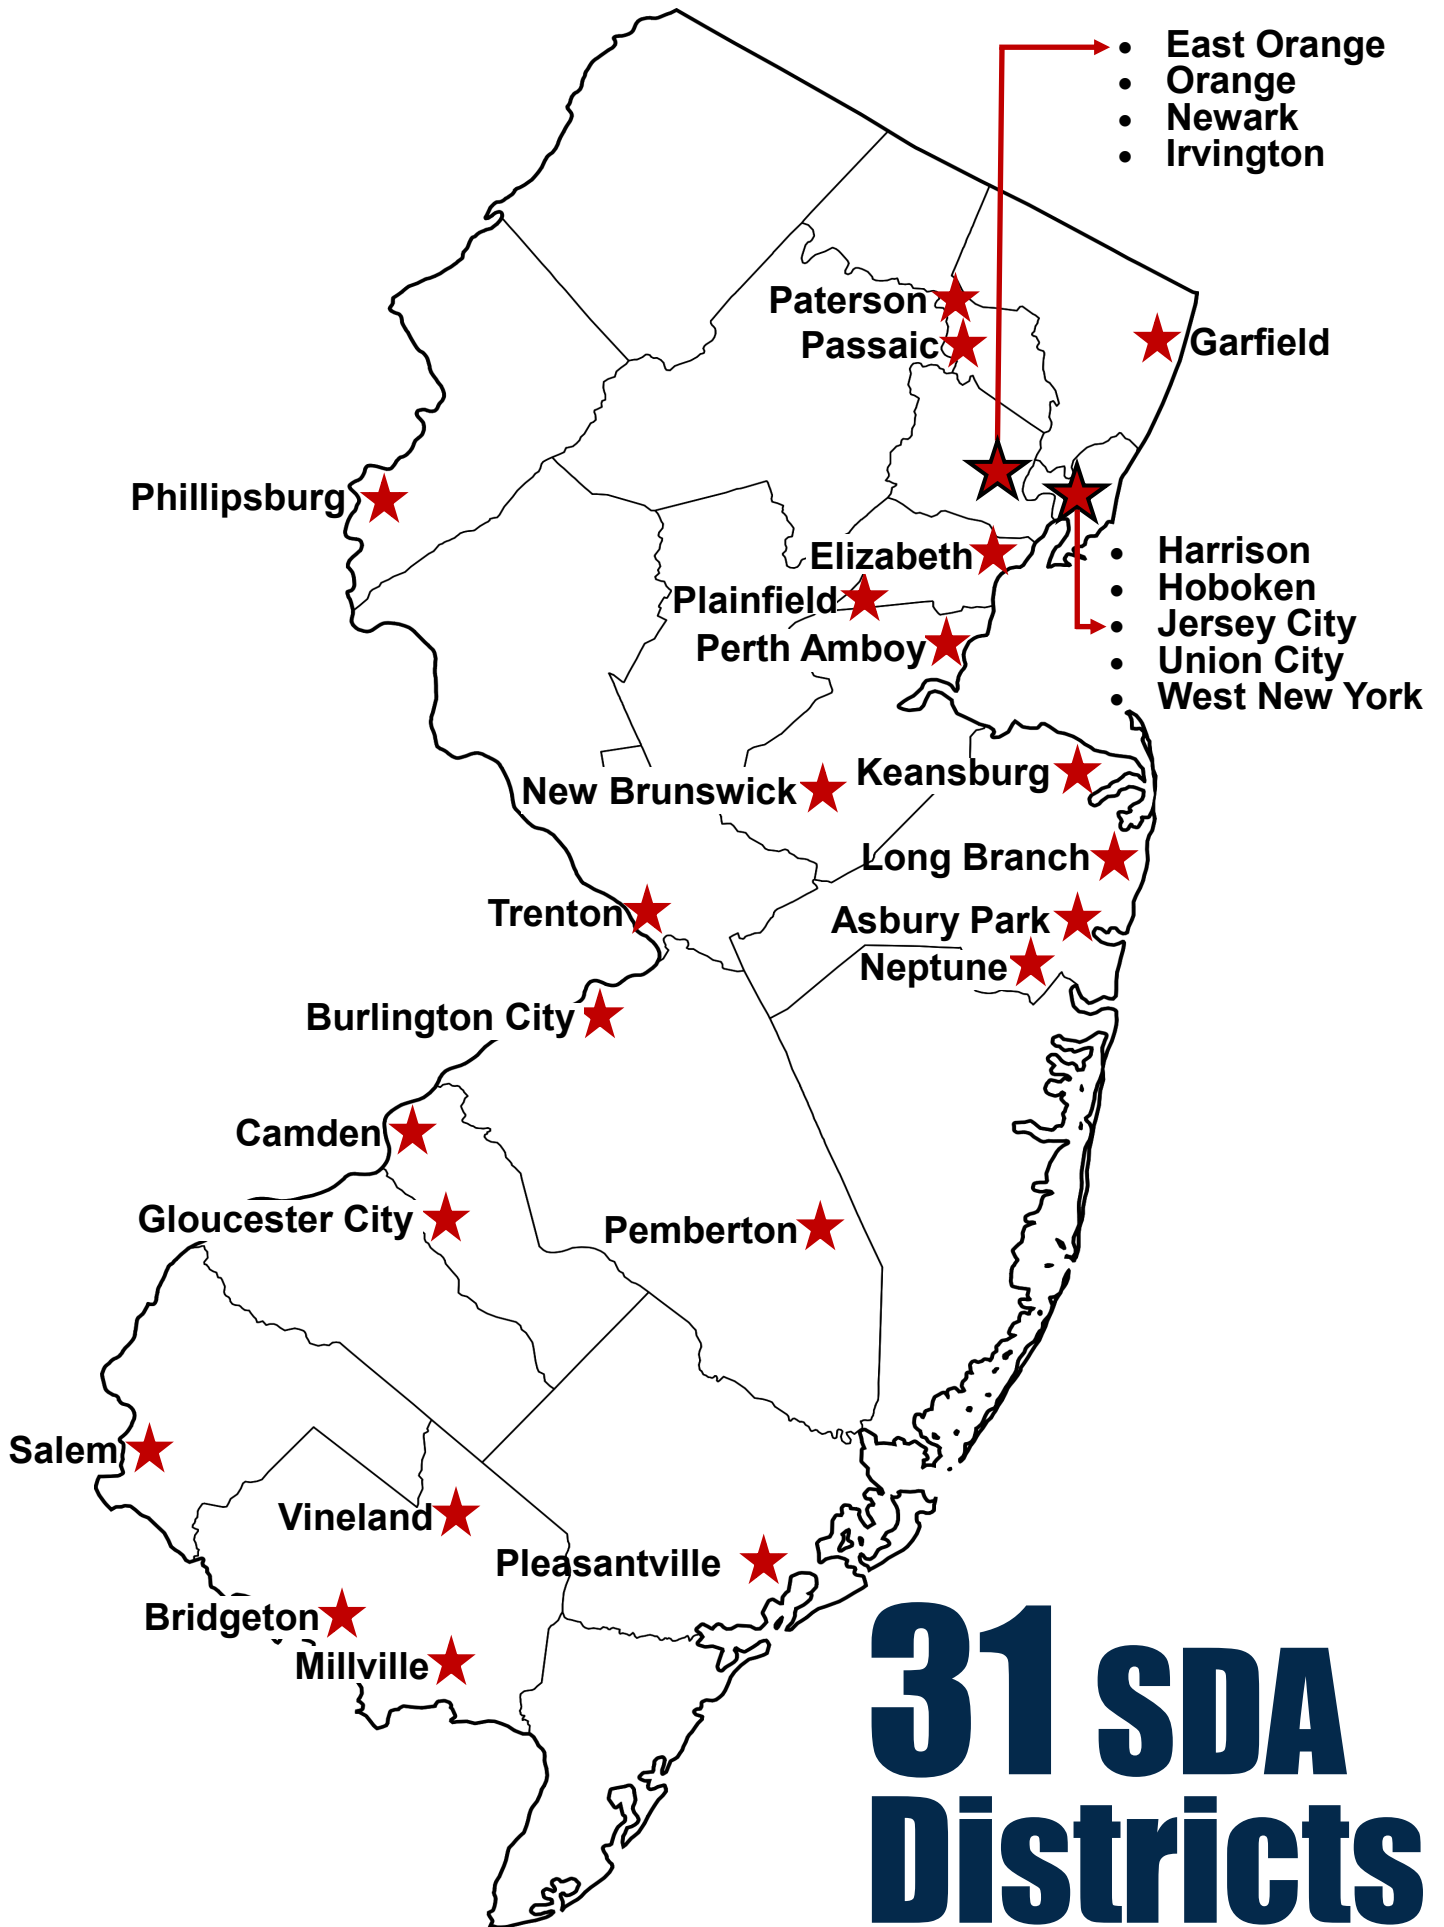 • East Orange
• Orange
• Newark
• Irvington
Paterson
Passaic
Garfield
Phillipsburg
Elizabeth
Plainfield
Perth Amboy
• Harrison
• Hoboken
• Jersey City
• Union City
• West New York
New Brunswick
Keansburg
Long Branch
Trenton
Asbury Park
Neptune
Burlington City
Camden
Gloucester City
Pemberton
Salem
Vineland
Pleasantville
Bridgeton
Millville
31 SDA
Districts